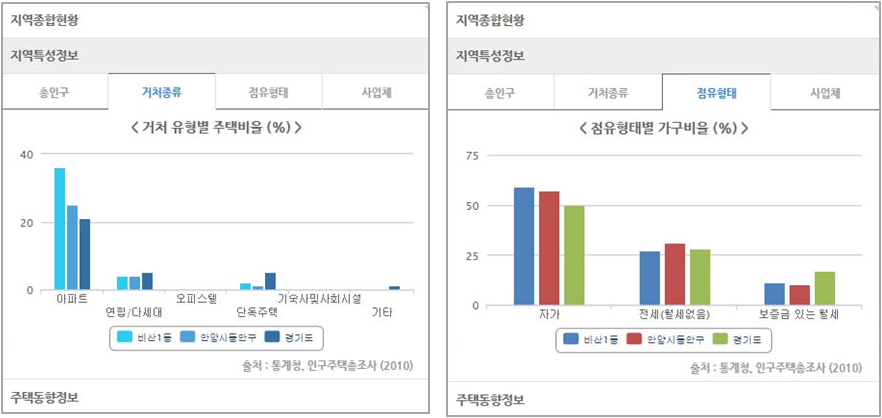 지역종합현황
지역특성정보
총인구 거처종류 점유형태 사업체
< 거처 유형별 주택비율 (%) >
40
20
0
아파트 오피스텔 기숙사및사회시설
연립/다세대 단독주택 기타
비산1동 안양시동안구 경기도
출처 : 통계청, 인구주택총조사 (2010)
주택동향정보
지역종합현황
지역특성정보
총인구 거처종류 점유형태 사업체
< 점유형태별 가구비율 (%) >
75
50
25
0
자가 전세(월세없음) 보증금 있는 월세
비산1동 안양시동안구 경기도
출처 : 통계청, 인구주택총조사 (2010)
주택동향정보